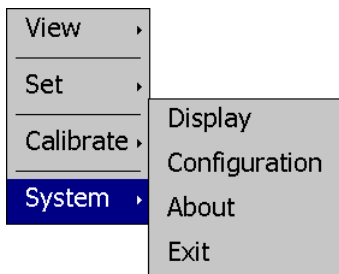 View
Set
Calibrate
System
Display
Configuration
About
Exit